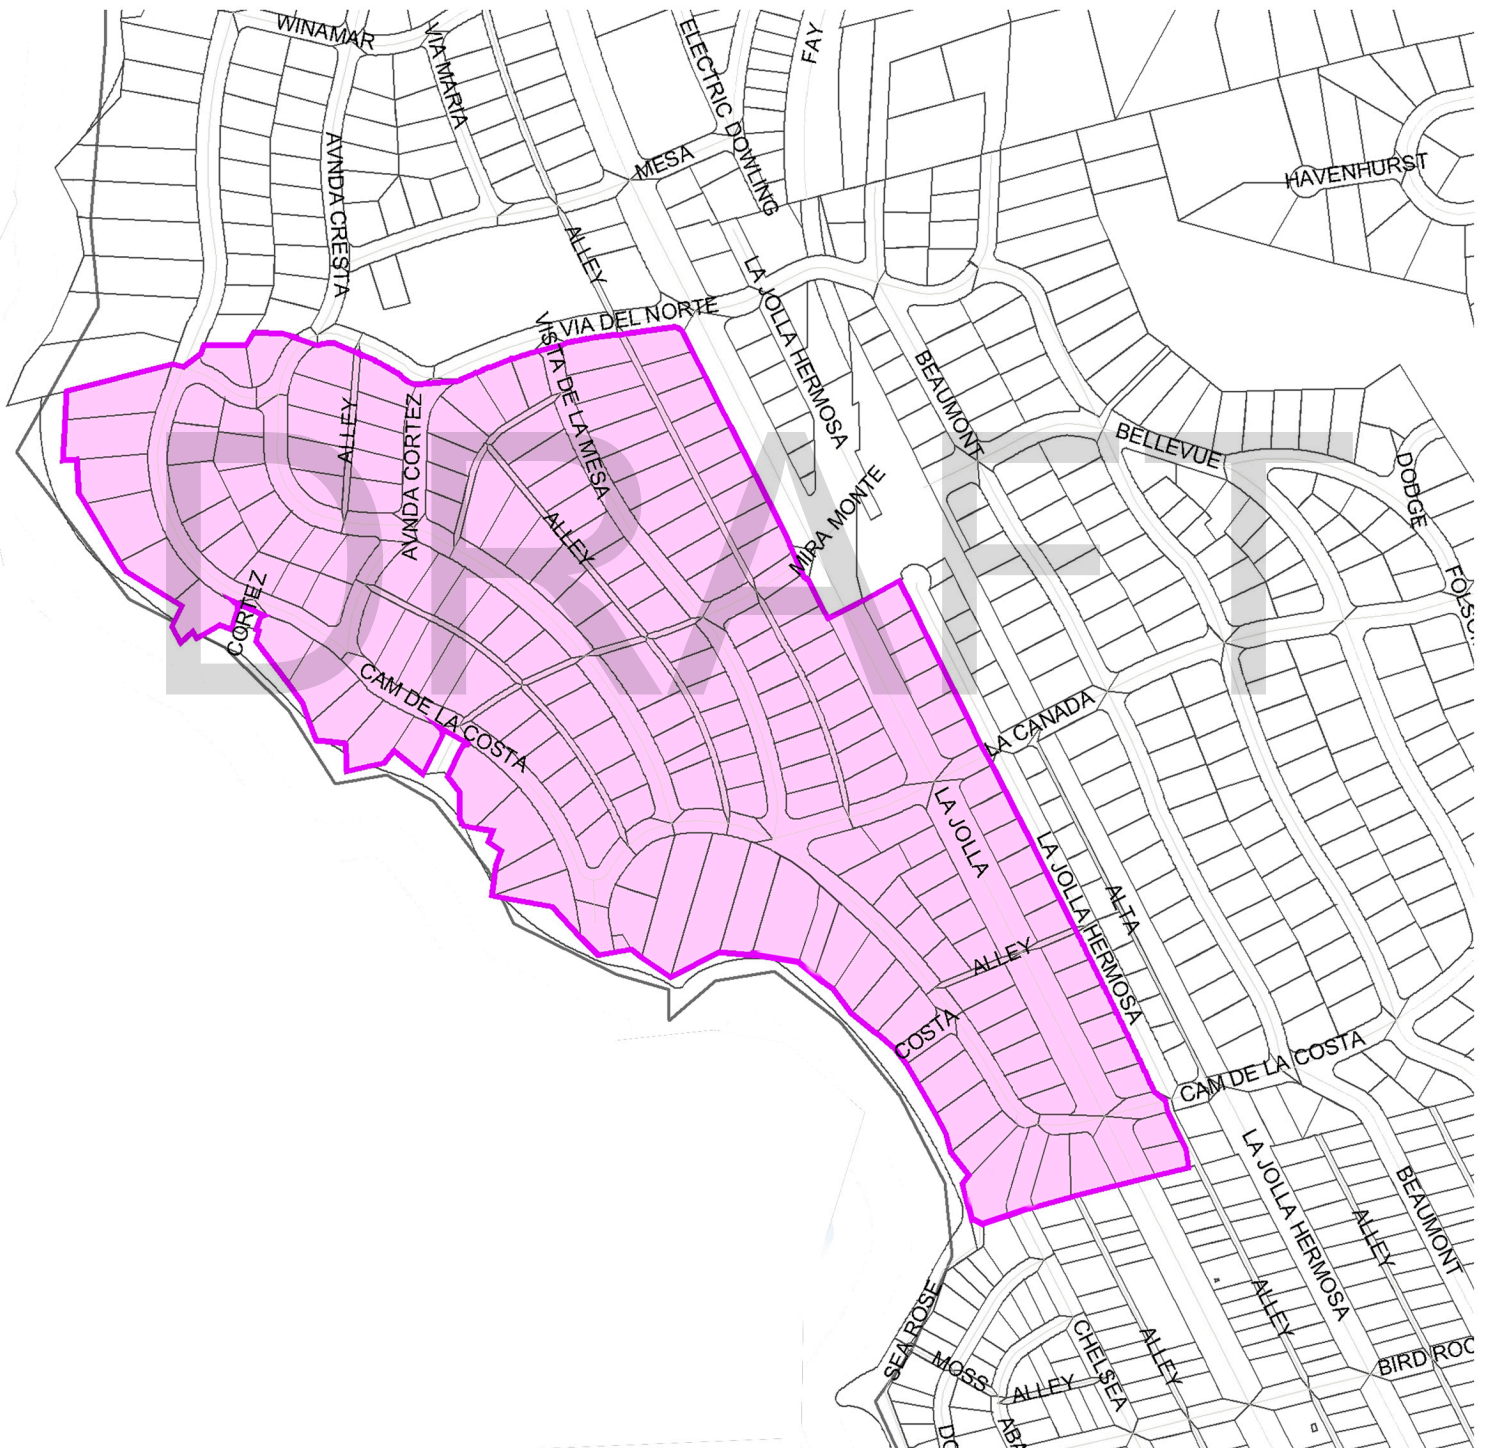 WINAMAR
VIA MARIA
ELECTRIC
FAY
DOWLING
MESA
AVNDA CRESTA
HAVENHURST
ALLEY
LA JOLLA HERMOSA
VIA DEL NORTE
VISTA DE LA MESA
BEAUMONT
ALLEY
AVNDA CORTEZ
BELLEVUE
DODGE
MIRA MONTE
DRAFT
ALLEY
CORTEZ
CAM DE LA COSTA
LA CANADA
LA JOLLA
LA JOLLA HERMOSA
ALTA
ALLEY
COSTA
CAM DE LA COSTA
LA JOLLA HERMOSA
BEAUMONT
ALLEY
ALLEY
SEA ROSE
MOSS
ALLEY
CHELSEA
ALLEY
BIRD ROC